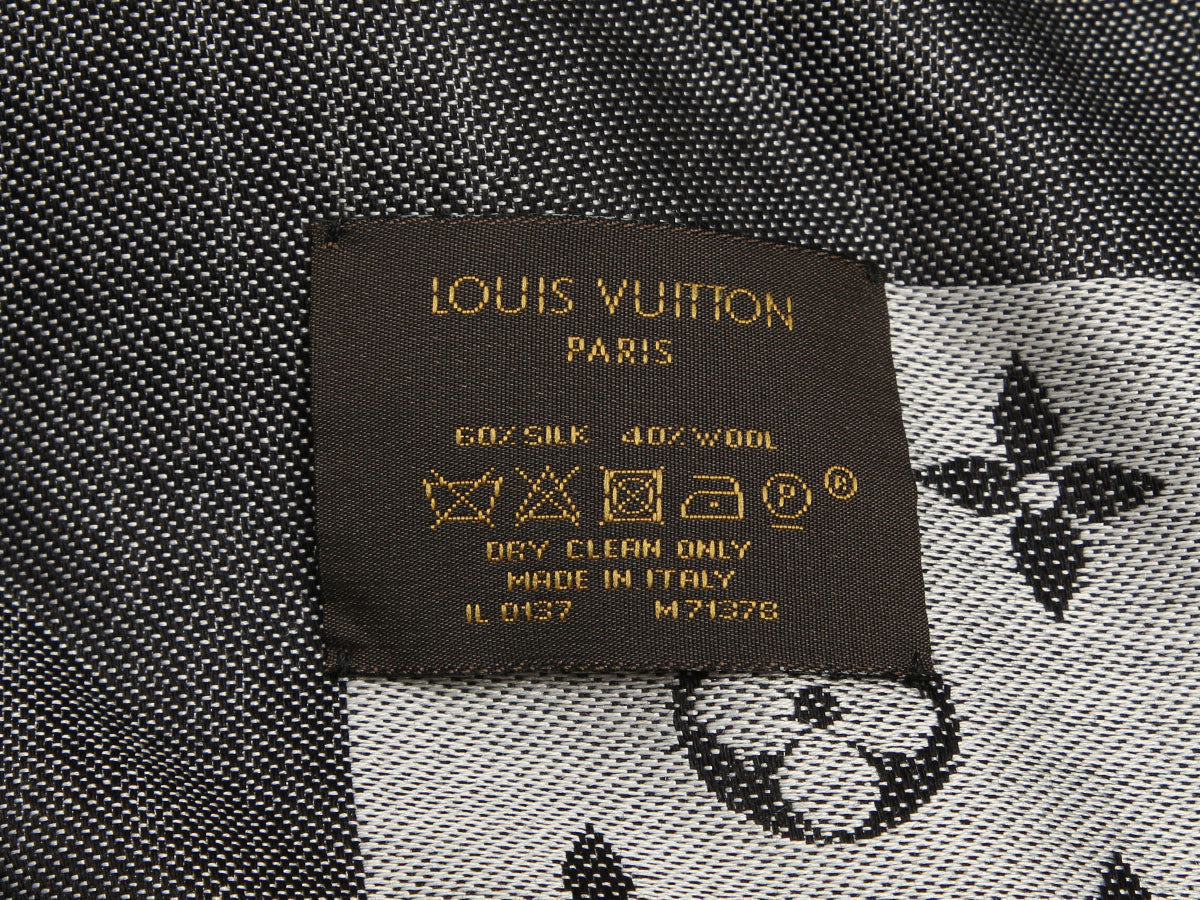 LOUIS VUITTON
PARIS
60% SILK 40% WOOL
P ®
DRY CLEAN ONLY
MADE IN ITALY
IL 0137 M71378